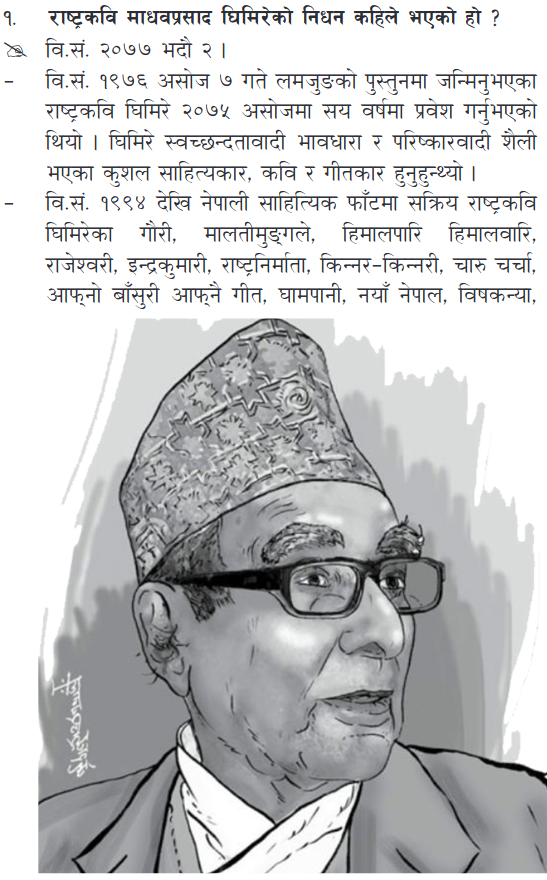 १. राष्ट्रकवि माधवप्रसाद घिमिरेको निधन कहिले भएको हो ?
वि.सं. २०७७ भदौ २ ।
– वि.सं. १९७६ असोज ७ गते लमजुङको पुस्तुनमा जन्मिनुभएका
राष्ट्रकवि घिमिरे २०७५ असोजमा सय वर्षमा प्रवेश गर्नुभएको
थियो । घिमिरे स्वच्छन्दतावादी भावधारा र परिष्कारवादी शैली
भएका कुशल साहित्यकार, कवि र गीतकार हुनुहुन्थ्यो ।
– वि.सं. १९९४ देखि नेपाली साहित्यिक फाँटमा सक्रिय राष्ट्रकवि
घिमिरेका गौरी, मालतीमुङ्गले, हिमालपारि हिमालवारि,
राजेश्वरी, इन्द्रकुमारी, राष्ट्रनिर्माता, किन्नर-किन्नरी, चारु चर्चा,
आफ्नो बाँसुरी आफ्नै गीत, घामपानी, नयाँ नेपाल, विषकन्या,